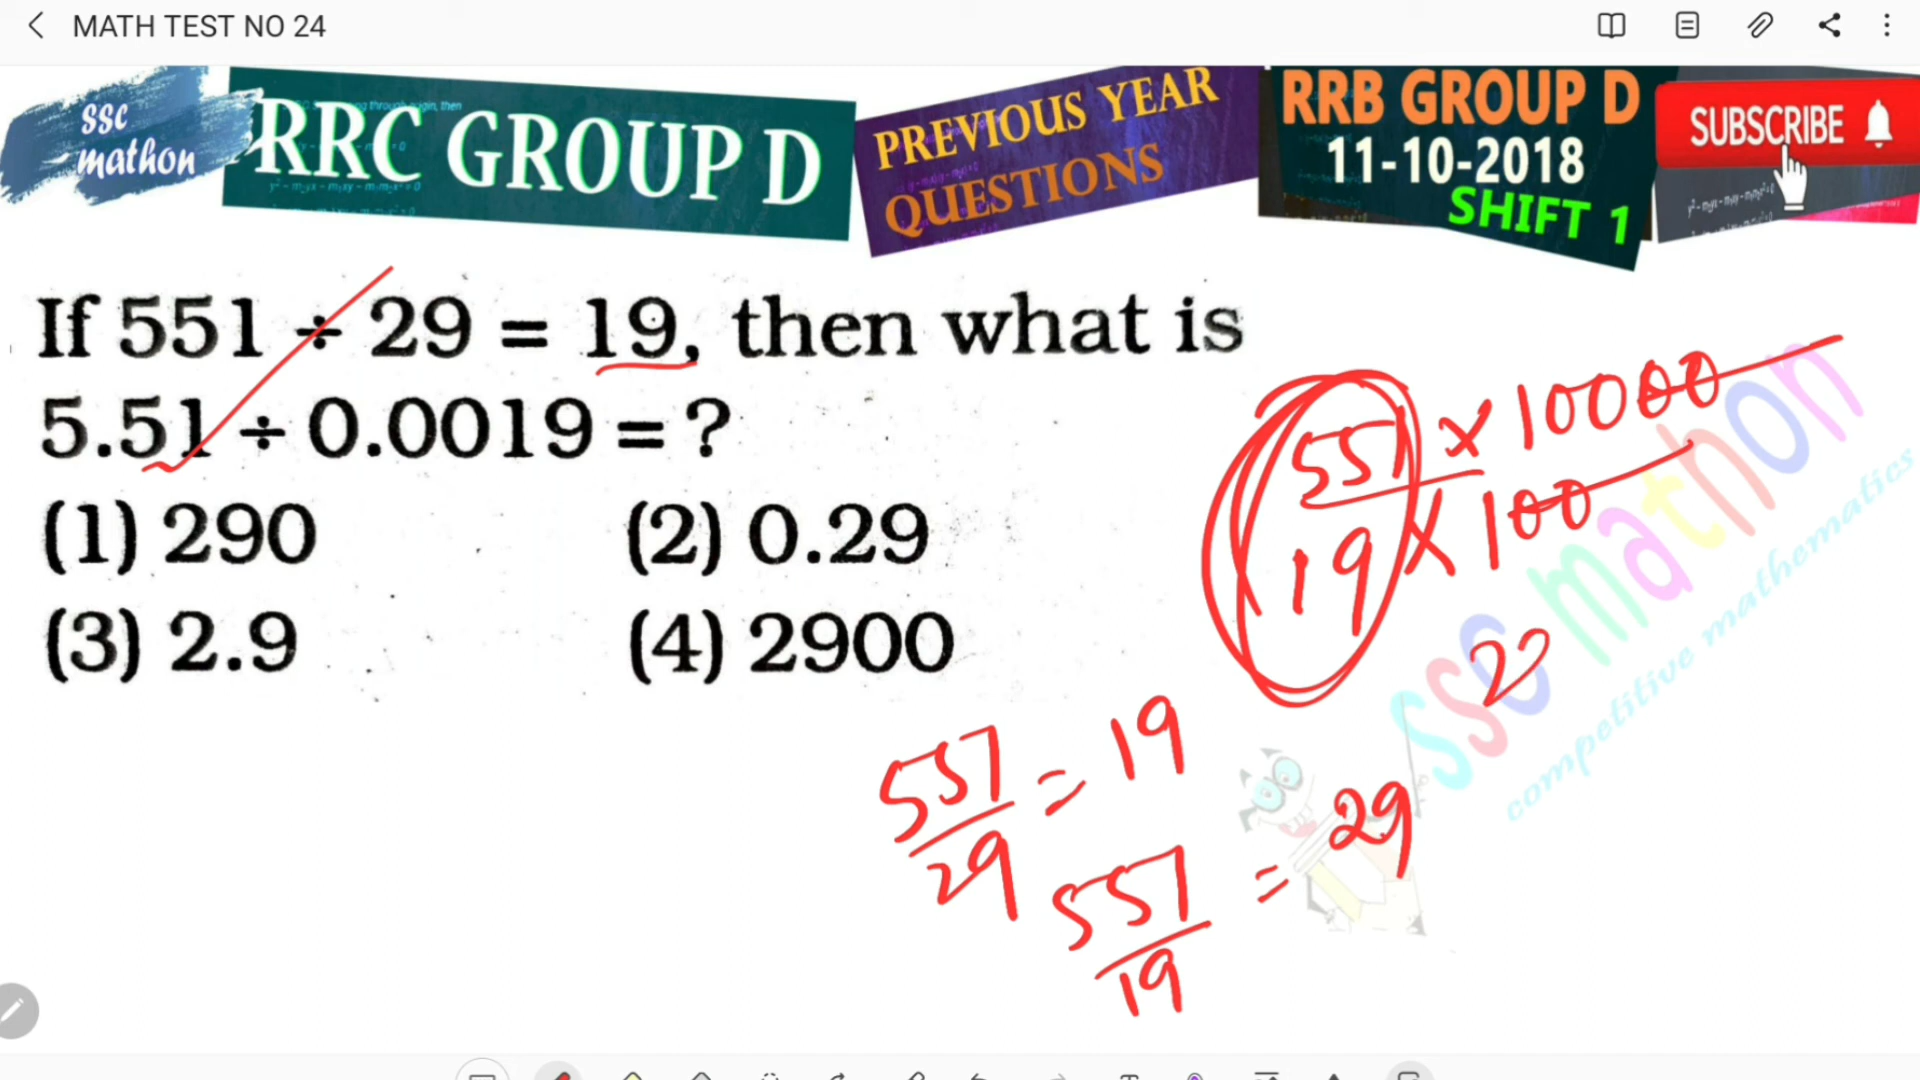 MATH TEST NO 24
ssc mathon
RRC GROUP D
PREVIOUS YEAR
QUESTIONS
RRB GROUP D
11-10-2018
SHIFT 1
SUBSCRIBE
If 551 ÷ 29 = 19, then what is
5.51 ÷ 0.0019 = ?
(1) 290 (2) 0.29
(3) 2.9 (4) 2900
551 × 10000
19 × 100
2
551
29
= 19
551
19
= 29
ssc mathon
competitive mathematics